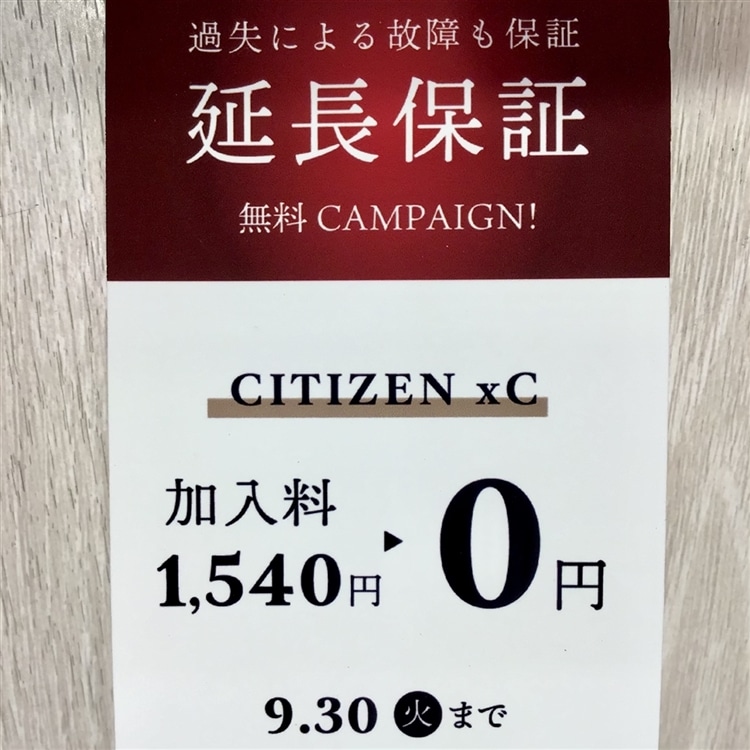 過失による故障も保証
延長保証
無料 CAMPAIGN!
CITIZEN xC
加入料
1,540円 ▶ 0円
9.30 火 まで